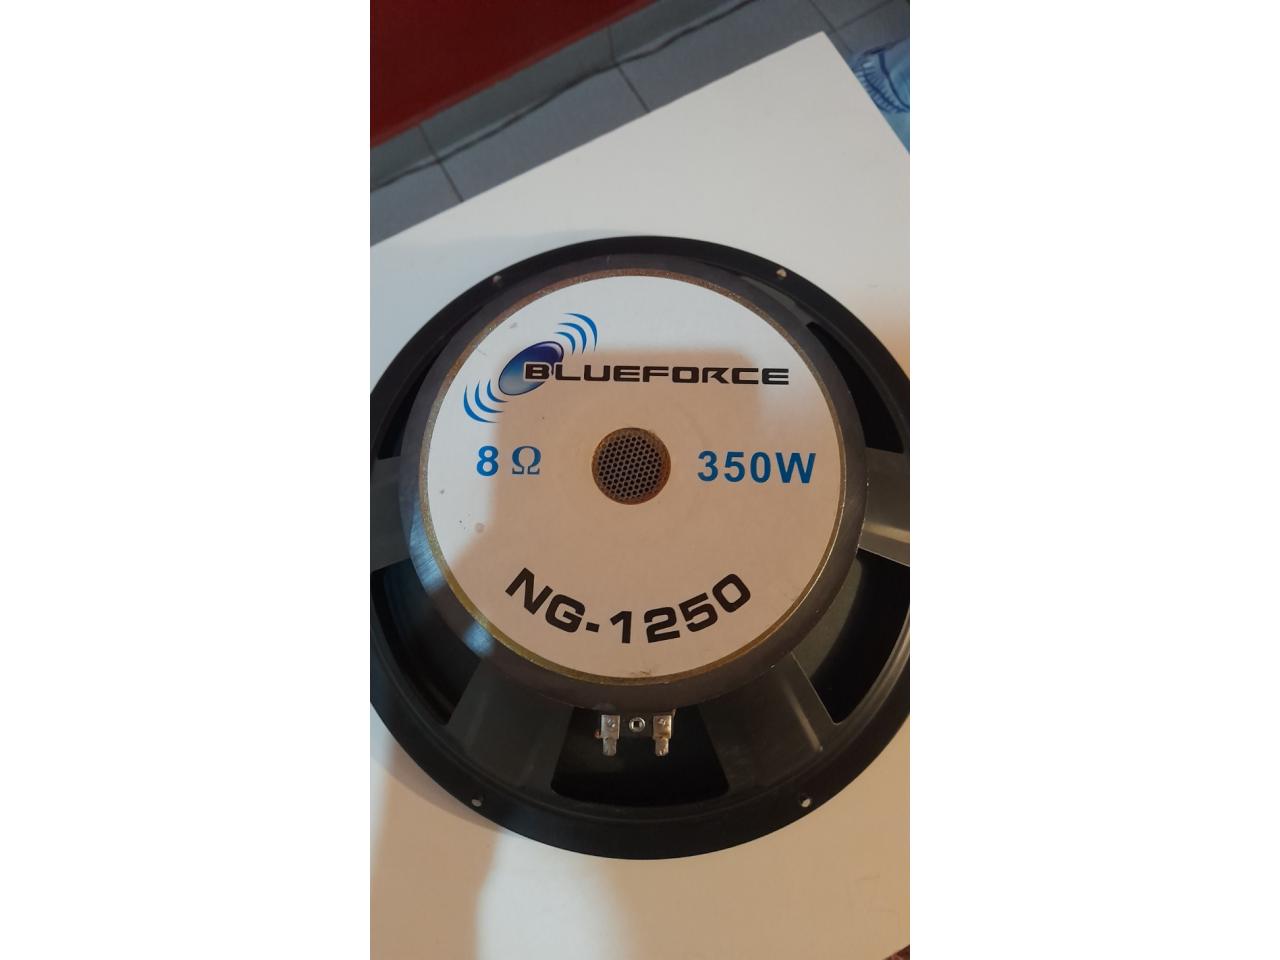 BLUEFORCE
8 Ω 350W
NG-1250